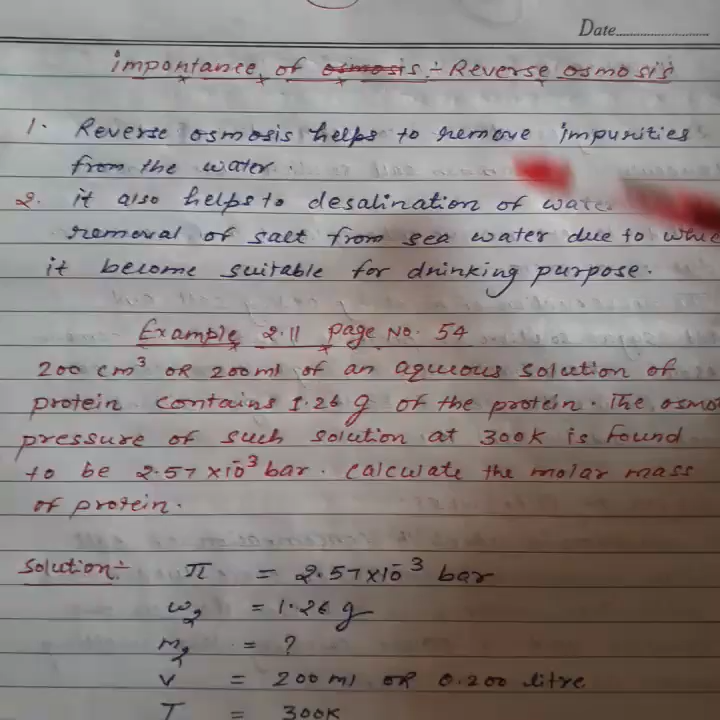 Date
Importance of osmosis :- Reverse osmosis
1. Reverse osmosis helps to remove impurities
from the water.
2. it also helps to desalination of
removal of salt from sea water due to
it become suitable for drinking purpose.
Example 2.11 page No. 54
200 cm³ OR 200 ml of an aqueous solution of
protein contains 1.26 g of the protein. The
pressure of such solution at 300K is found
to be 2.57 × 10⁻³ bar. calculate the molar mass
of protein.
Solution :- π = 2.57 × 10⁻³ bar
w₂ = 1.26 g
m₂ = ?
V = 200 ml OR 0.200 litre
T = 300K